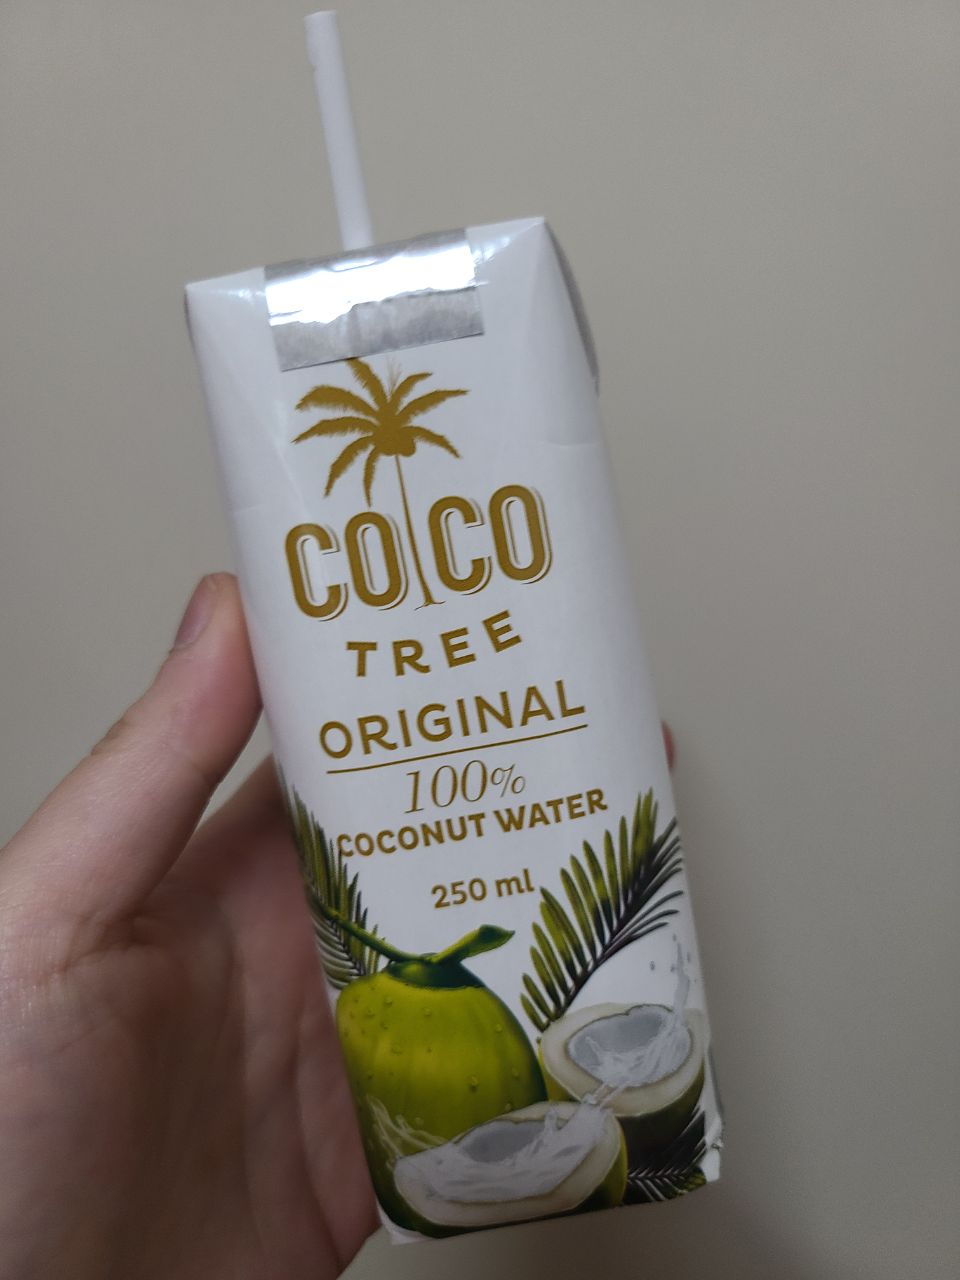 COCO
TREE
ORIGINAL
100%
COCONUT WATER
250 ml